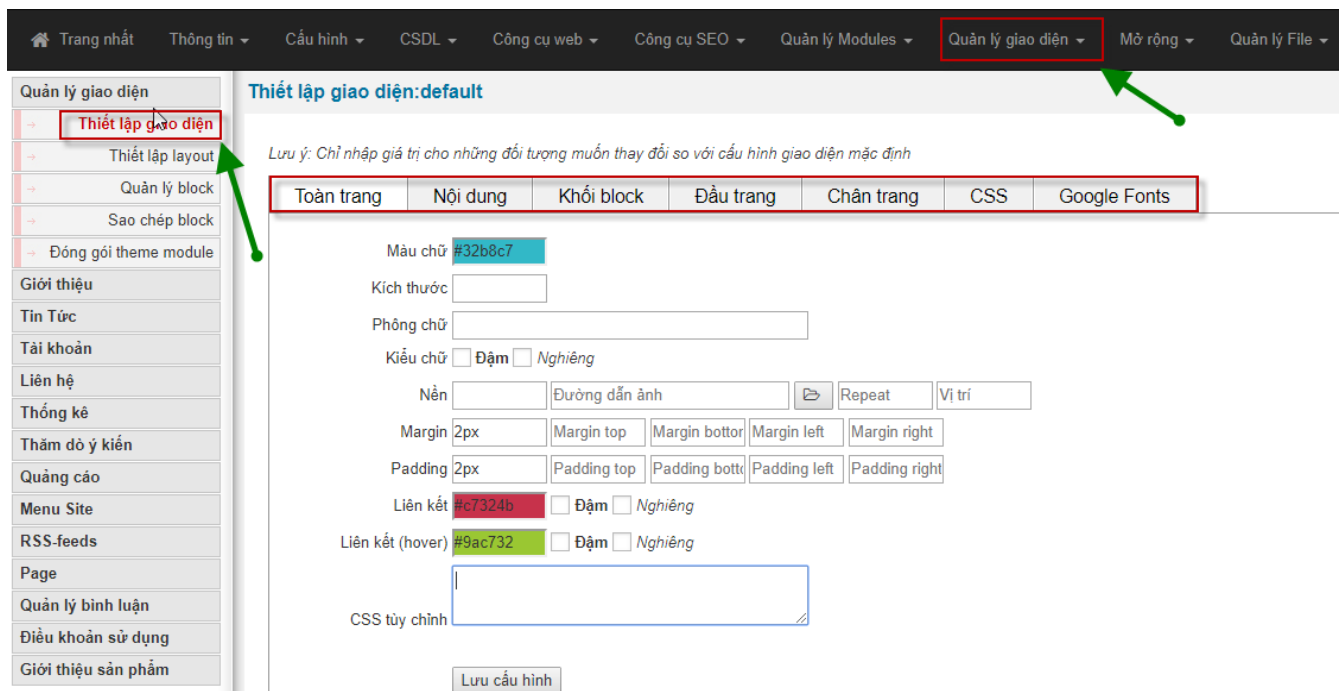 Trang nhất Thông tin Cấu hình CSDL Công cụ web Công cụ SEO Quản lý Modules Quản lý giao diện Mở rộng Quản lý File
Quản lý giao diện
Thiết lập giao diện
Thiết lập layout
Quản lý block
Sao chép block
Đóng gói theme module
Giới thiệu
Tin Tức
Tài khoản
Liên hệ
Thống kê
Thăm dò ý kiến
Quảng cáo
Menu Site
RSS-feeds
Page
Quản lý bình luận
Điều khoản sử dụng
Giới thiệu sản phẩm
Thiết lập giao diện:default
Lưu ý: Chỉ nhập giá trị cho những đối tượng muốn thay đổi so với cấu hình giao diện mặc định
Toàn trang Nội dung Khối block Đầu trang Chân trang CSS Google Fonts
Màu chữ #32b8c7
Kích thước
Phông chữ
Kiểu chữ Đậm Nghiêng
Nền Đường dẫn ảnh Repeat Vị trí
Margin 2px Margin top Margin bottor Margin left Margin right
Padding 2px Padding top Padding botto Padding left Padding right
Liên kết #c7324b Đậm Nghiêng
Liên kết (hover) #9ac732 Đậm Nghiêng
CSS tùy chỉnh
Lưu cấu hình